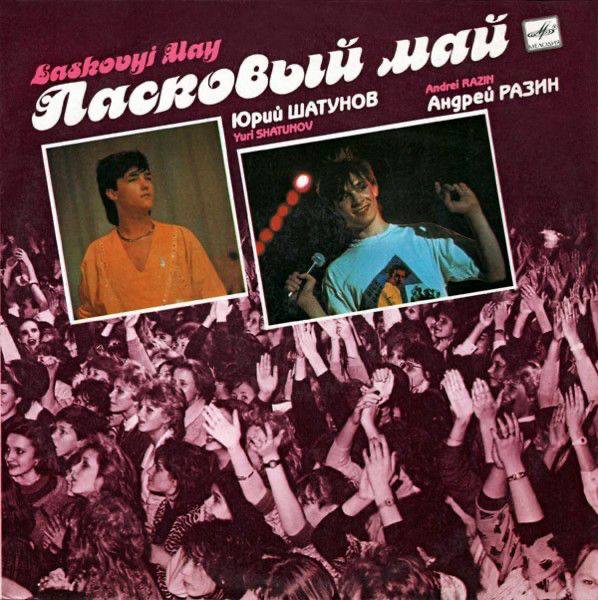 Laskovyi May
Ласковый май
МЕЛОДИЯ
Юрий ШАТУНОВ
Yuri SHATUNOV
Andrei RAZIN
Андрей РАЗИН